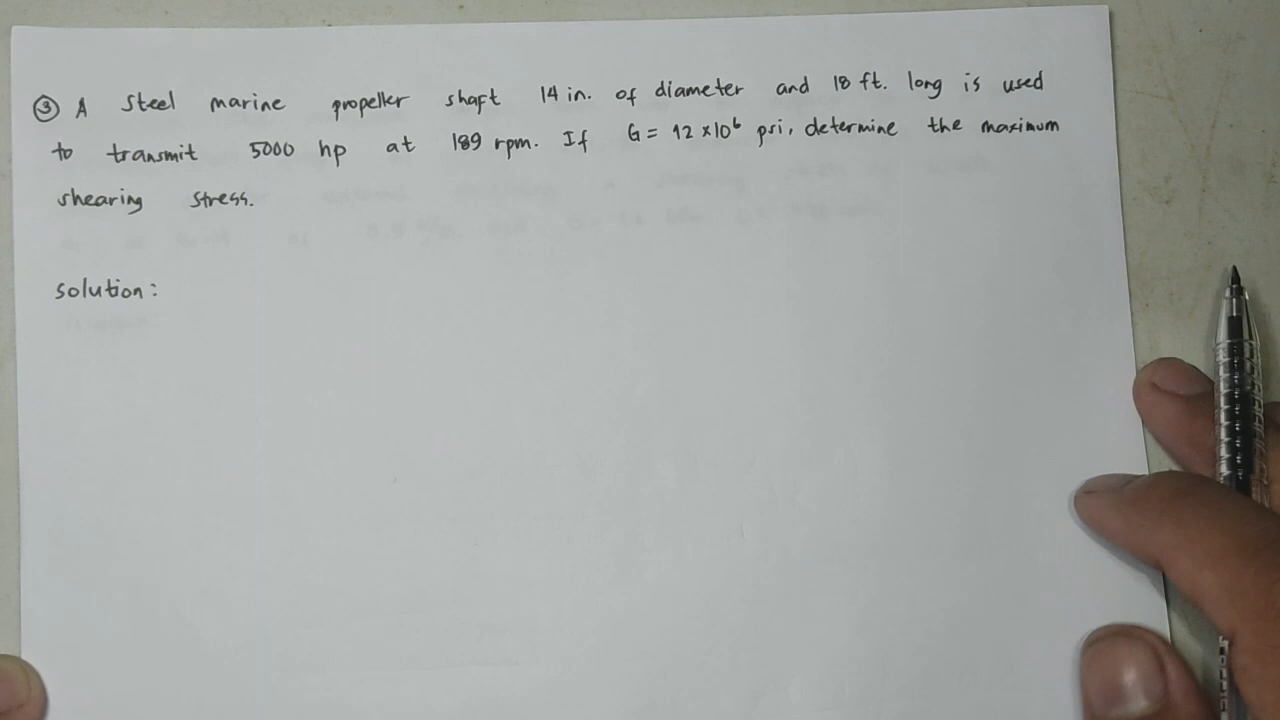 ③ A steel marine propeller shaft 14 in. of diameter and 18 ft. long is used
to transmit 5000 hp at 189 rpm. If G = 12 x10⁶ psi, determine the maximum
shearing stress.
solution: